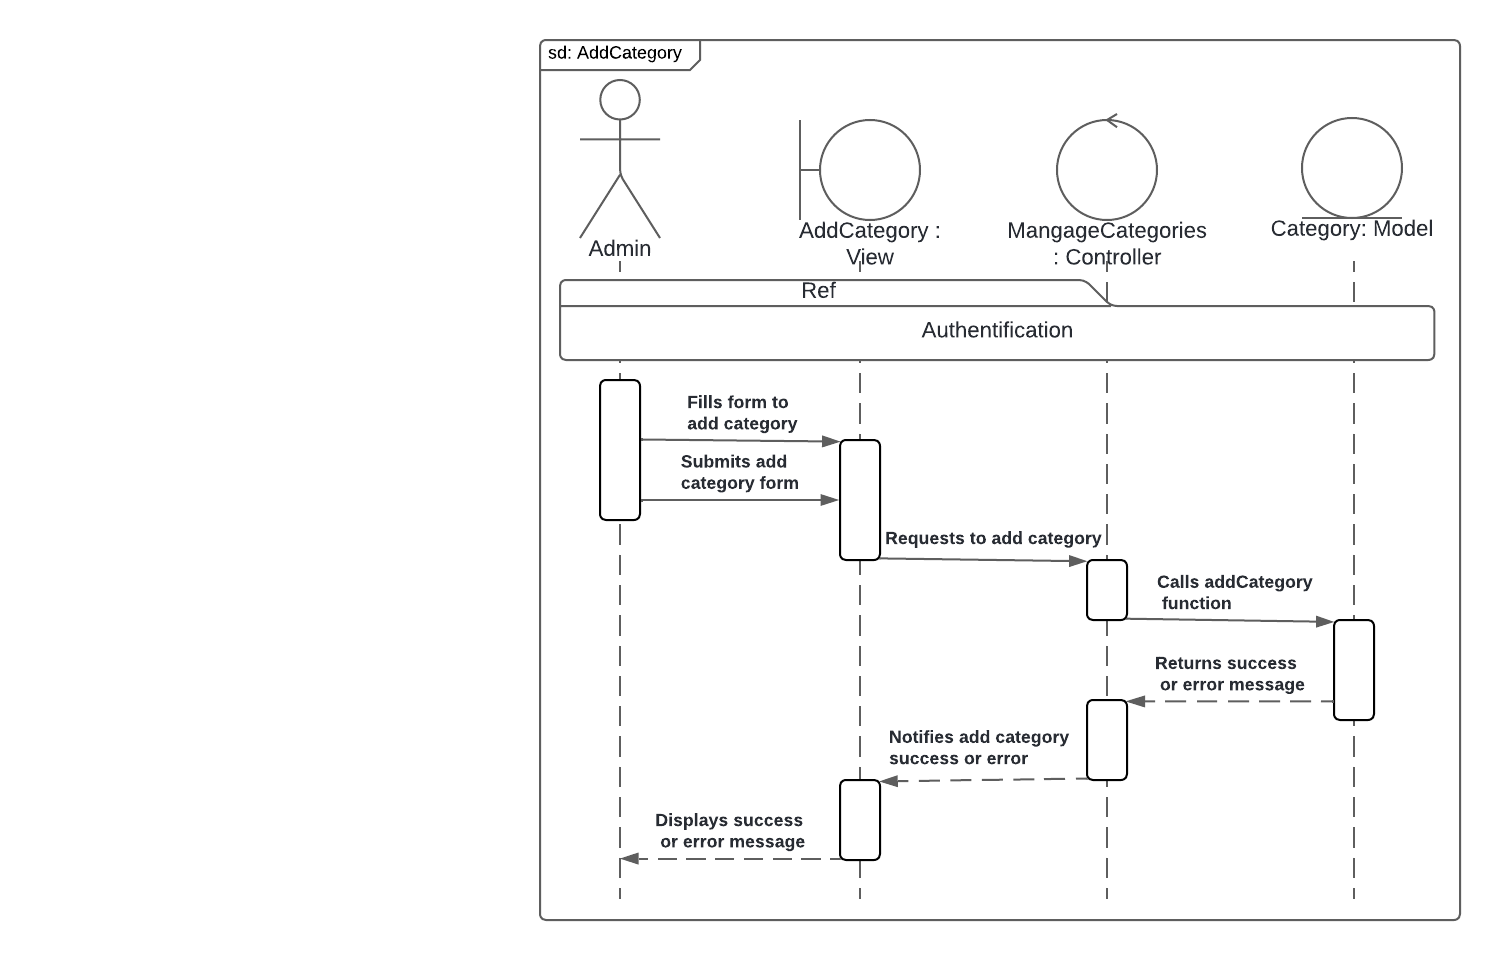 sd: AddCategory
Admin
AddCategory :
View
MangageCategories
: Controller
Category: Model
Ref
Authentification
Fills form to
add category
Submits add
category form
Requests to add category
Calls addCategory
function
Returns success
or error message
Notifies add category
success or error
Displays success
or error message